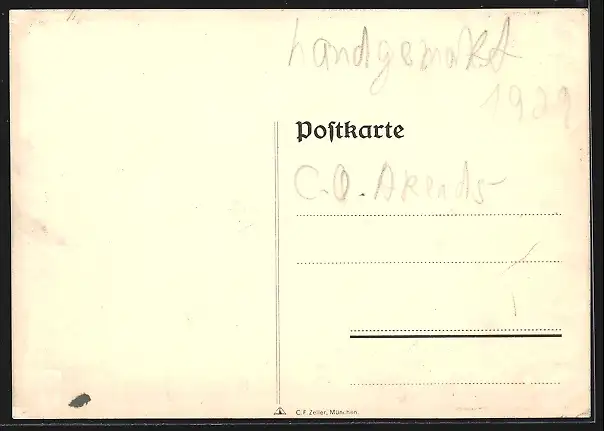 handgemalt
1929
Poſtkarte
C. O. Arends
C. F. Zeller, München.